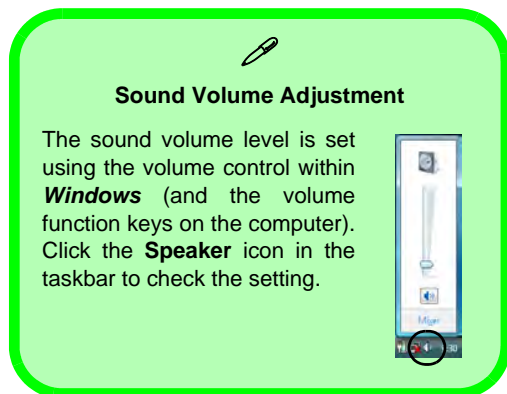 Sound Volume Adjustment
The sound volume level is set
using the volume control within
Windows (and the volume
function keys on the computer).
Click the Speaker icon in the
taskbar to check the setting.
Mixer